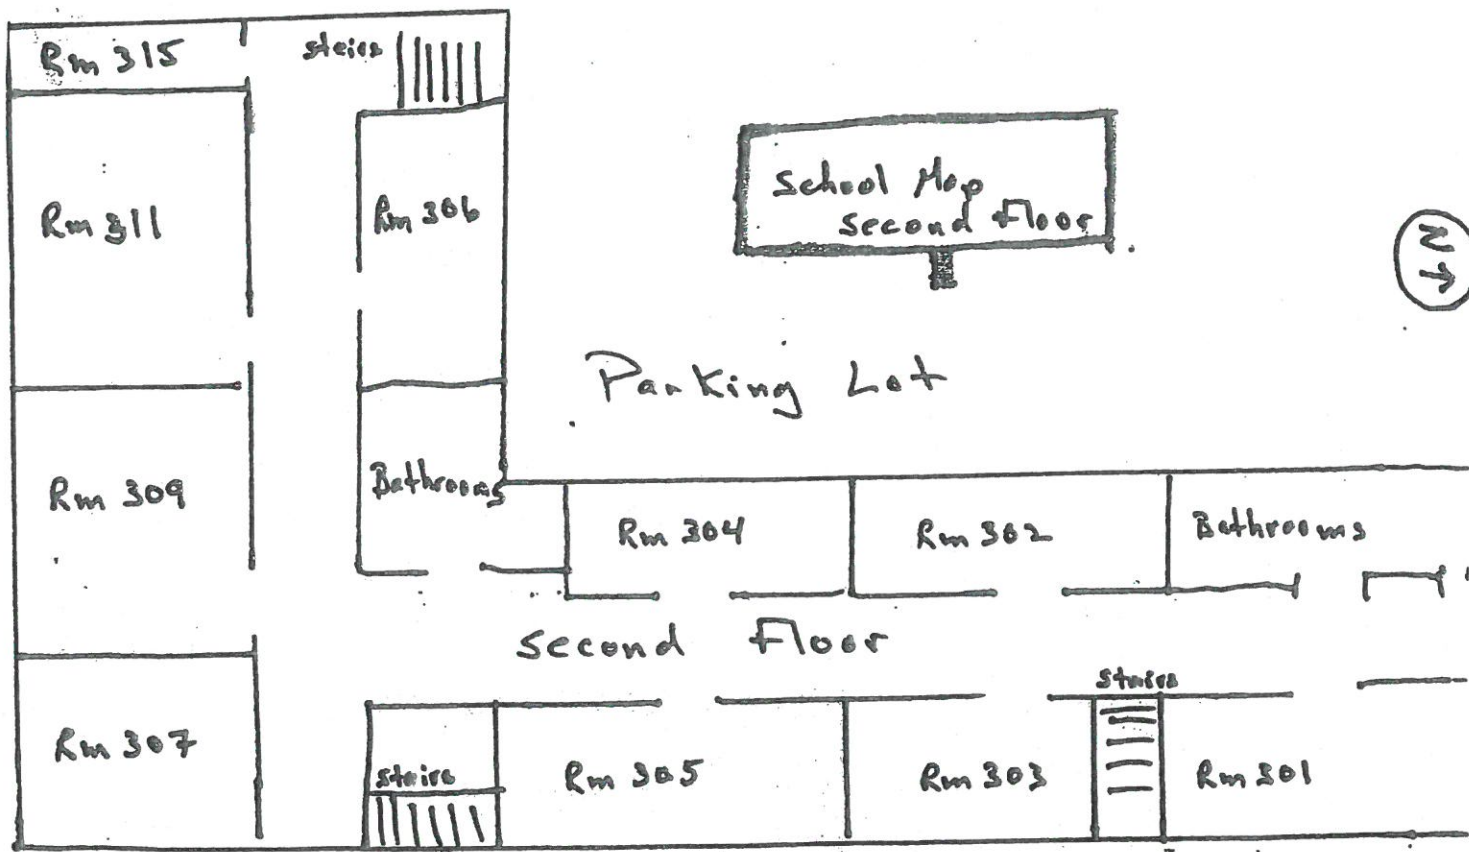 Rm 315
stairs
Rm 311
Rm 306
School Map
second Floor
N
Parking Lot
Rm 309
Bathrooms
Rm 304
Rm 302
Bathrooms
second Floor
stairs
Rm 307
stairs
Rm 305
Rm 303
Rm 301